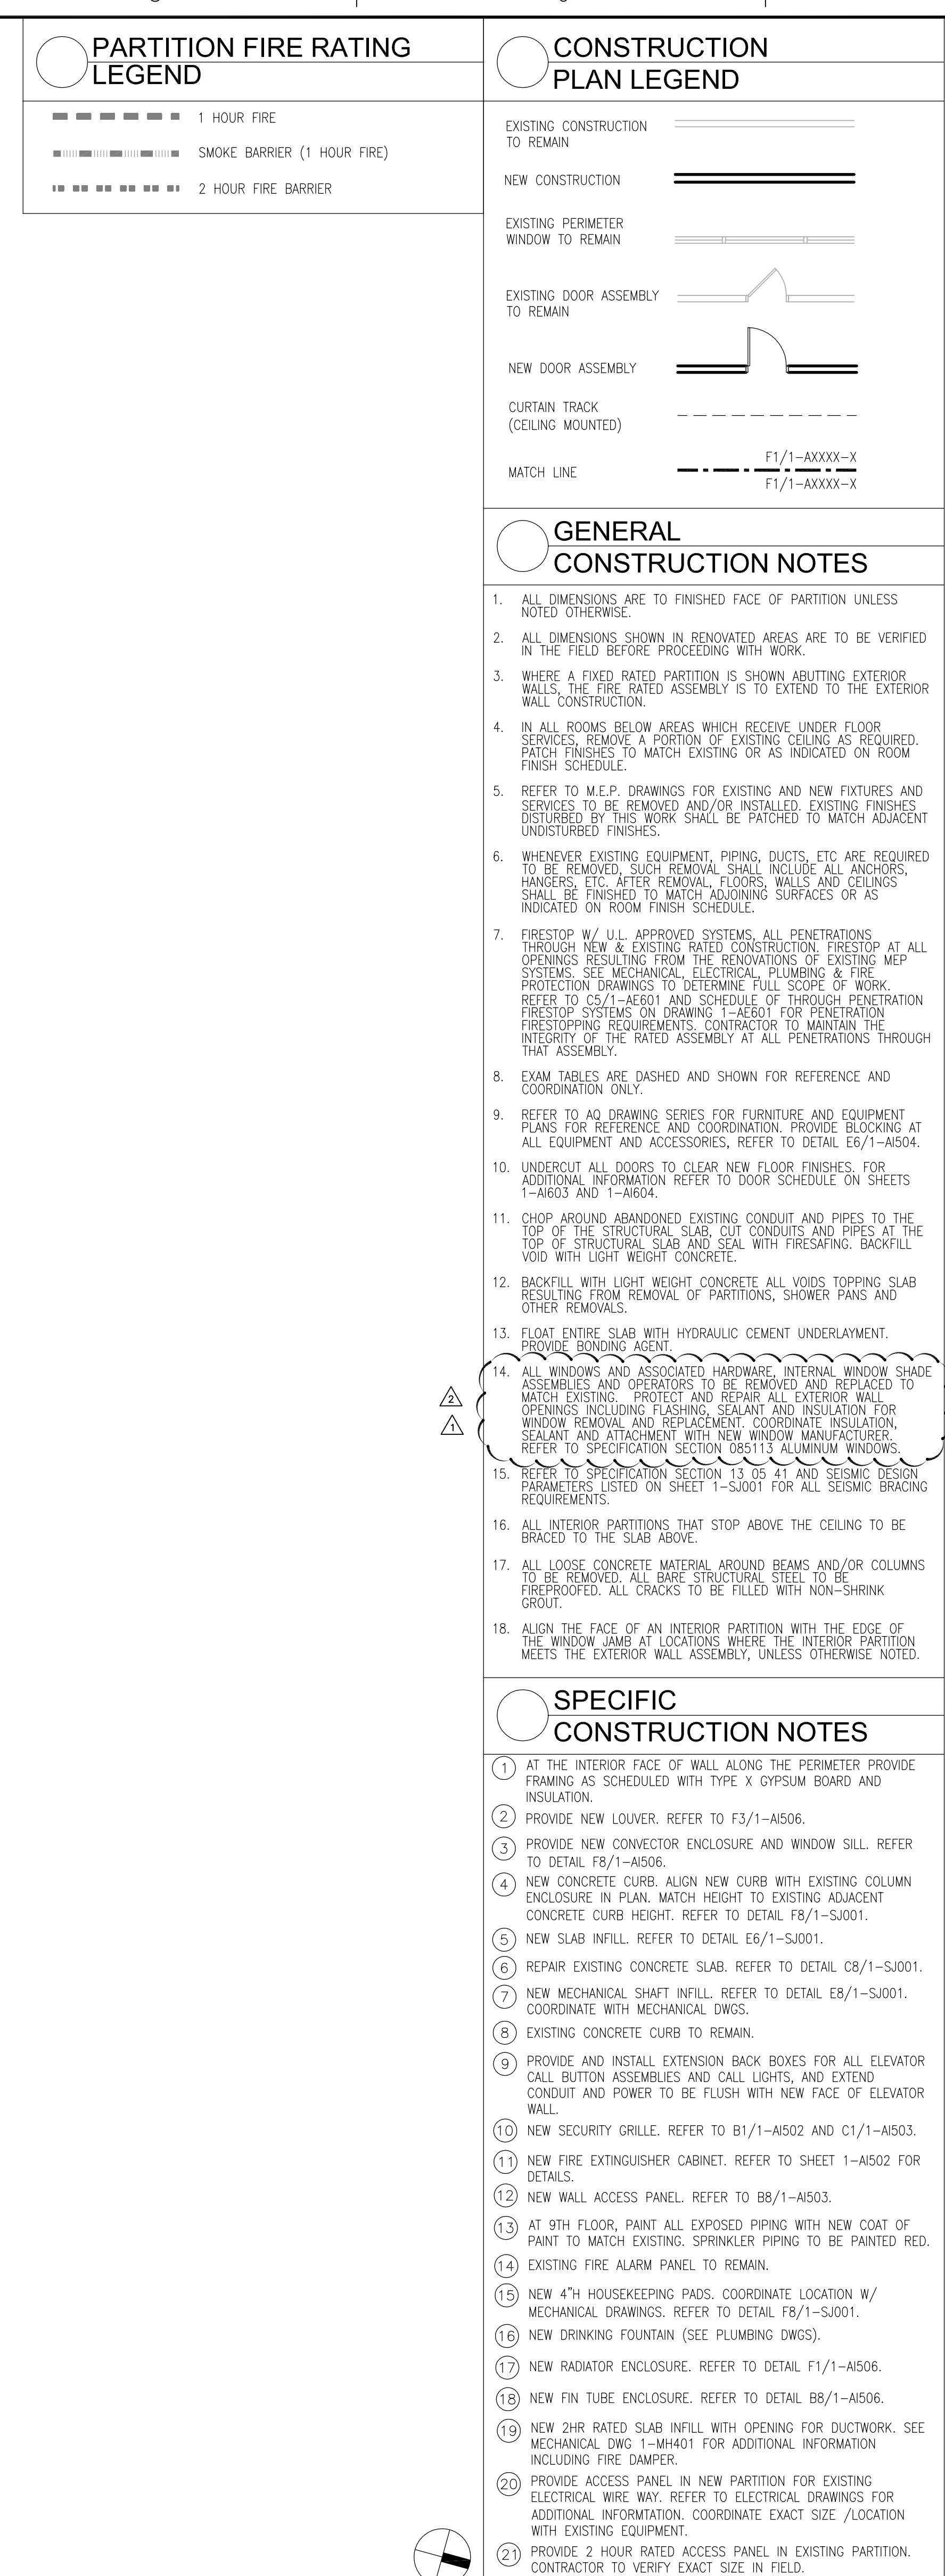 PARTITION FIRE RATING
LEGEND
1 HOUR FIRE
SMOKE BARRIER (1 HOUR FIRE)
2 HOUR FIRE BARRIER
CONSTRUCTION
PLAN LEGEND
EXISTING CONSTRUCTION
TO REMAIN
NEW CONSTRUCTION
EXISTING PERIMETER
WINDOW TO REMAIN
EXISTING DOOR ASSEMBLY
TO REMAIN
NEW DOOR ASSEMBLY
CURTAIN TRACK
(CEILING MOUNTED)
F1/1-AXXXX-X
MATCH LINE
F1/1-AXXXX-X
GENERAL
CONSTRUCTION NOTES
1. ALL DIMENSIONS ARE TO FINISHED FACE OF PARTITION UNLESS
NOTED OTHERWISE.
2. ALL DIMENSIONS SHOWN IN RENOVATED AREAS ARE TO BE VERIFIED
IN THE FIELD BEFORE PROCEEDING WITH WORK.
3. WHERE A FIXED RATED PARTITION IS SHOWN ABUTTING EXTERIOR
WALLS, THE FIRE RATED ASSEMBLY IS TO EXTEND TO THE EXTERIOR
WALL CONSTRUCTION.
4. IN ALL ROOMS BELOW AREAS WHICH RECEIVE UNDER FLOOR
SERVICES, REMOVE A PORTION OF EXISTING CEILING AS REQUIRED.
PATCH FINISHES TO MATCH EXISTING OR AS INDICATED ON ROOM
FINISH SCHEDULE.
5. REFER TO M.E.P. DRAWINGS FOR EXISTING AND NEW FIXTURES AND
SERVICES TO BE REMOVED AND/OR INSTALLED. EXISTING FINISHES
DISTURBED BY THIS WORK SHALL BE PATCHED TO MATCH ADJACENT
UNDISTURBED FINISHES.
6. WHENEVER EXISTING EQUIPMENT, PIPING, DUCTS, ETC ARE REQUIRED
TO BE REMOVED, SUCH REMOVAL SHALL INCLUDE ALL ANCHORS,
HANGERS, ETC. AFTER REMOVAL, FLOORS, WALLS AND CEILINGS
SHALL BE FINISHED TO MATCH ADJOINING SURFACES OR AS
INDICATED ON ROOM FINISH SCHEDULE.
7. FIRESTOP W/ U.L. APPROVED SYSTEMS, ALL PENETRATIONS
THROUGH NEW & EXISTING RATED CONSTRUCTION. FIRESTOP AT ALL
OPENINGS RESULTING FROM THE RENOVATIONS OF EXISTING MEP
SYSTEMS. SEE MECHANICAL, ELECTRICAL, PLUMBING & FIRE
PROTECTION DRAWINGS TO DETERMINE FULL SCOPE OF WORK.
REFER TO C5/1-AE601 AND SCHEDULE OF THROUGH PENETRATION
FIRESTOP SYSTEMS ON DRAWING 1-AE601 FOR PENETRATION
FIRESTOPPING REQUIREMENTS. CONTRACTOR TO MAINTAIN THE
INTEGRITY OF THE RATED ASSEMBLY AT ALL PENETRATIONS THROUGH
THAT ASSEMBLY.
8. EXAM TABLES ARE DASHED AND SHOWN FOR REFERENCE AND
COORDINATION ONLY.
9. REFER TO AQ DRAWING SERIES FOR FURNITURE AND EQUIPMENT
PLANS FOR REFERENCE AND COORDINATION. PROVIDE BLOCKING AT
ALL EQUIPMENT AND ACCESSORIES, REFER TO DETAIL E6/1-AI504.
10. UNDERCUT ALL DOORS TO CLEAR NEW FLOOR FINISHES. FOR
ADDITIONAL INFORMATION REFER TO DOOR SCHEDULE ON SHEETS
1-AI603 AND 1-AI604.
11. CHOP AROUND ABANDONED EXISTING CONDUIT AND PIPES TO THE
TOP OF THE STRUCTURAL SLAB, CUT CONDUITS AND PIPES AT THE
TOP OF STRUCTURAL SLAB AND SEAL WITH FIRESAFING. BACKFILL
VOID WITH LIGHT WEIGHT CONCRETE.
12. BACKFILL WITH LIGHT WEIGHT CONCRETE ALL VOIDS TOPPING SLAB
RESULTING FROM REMOVAL OF PARTITIONS, SHOWER PANS AND
OTHER REMOVALS.
13. FLOAT ENTIRE SLAB WITH HYDRAULIC CEMENT UNDERLAYMENT.
PROVIDE BONDING AGENT.
14. ALL WINDOWS AND ASSOCIATED HARDWARE, INTERNAL WINDOW SHADE
ASSEMBLIES AND OPERATORS TO BE REMOVED AND REPLACED TO
MATCH EXISTING. PROTECT AND REPAIR ALL EXTERIOR WALL
OPENINGS INCLUDING FLASHING, SEALANT AND INSULATION FOR
WINDOW REMOVAL AND REPLACEMENT. COORDINATE INSULATION,
SEALANT AND ATTACHMENT WITH NEW WINDOW MANUFACTURER.
REFER TO SPECIFICATION SECTION 085113 ALUMINUM WINDOWS.
2
1
15. REFER TO SPECIFICATION SECTION 13 05 41 AND SEISMIC DESIGN
PARAMETERS LISTED ON SHEET 1-SJ001 FOR ALL SEISMIC BRACING
REQUIREMENTS.
16. ALL INTERIOR PARTITIONS THAT STOP ABOVE THE CEILING TO BE
BRACED TO THE SLAB ABOVE.
17. ALL LOOSE CONCRETE MATERIAL AROUND BEAMS AND/OR COLUMNS
TO BE REMOVED. ALL BARE STRUCTURAL STEEL TO BE
FIREPROOFED. ALL CRACKS TO BE FILLED WITH NON-SHRINK
GROUT.
18. ALIGN THE FACE OF AN INTERIOR PARTITION WITH THE EDGE OF
THE WINDOW JAMB AT LOCATIONS WHERE THE INTERIOR PARTITION
MEETS THE EXTERIOR WALL ASSEMBLY, UNLESS OTHERWISE NOTED.
SPECIFIC
CONSTRUCTION NOTES
1 AT THE INTERIOR FACE OF WALL ALONG THE PERIMETER PROVIDE
FRAMING AS SCHEDULED WITH TYPE X GYPSUM BOARD AND
INSULATION.
2 PROVIDE NEW LOUVER. REFER TO F3/1-AI506.
3 PROVIDE NEW CONVECTOR ENCLOSURE AND WINDOW SILL. REFER
TO DETAIL F8/1-AI506.
4 NEW CONCRETE CURB. ALIGN NEW CURB WITH EXISTING COLUMN
ENCLOSURE IN PLAN. MATCH HEIGHT TO EXISTING ADJACENT
CONCRETE CURB HEIGHT. REFER TO DETAIL F8/1-SJ001.
5 NEW SLAB INFILL. REFER TO DETAIL E6/1-SJ001.
6 REPAIR EXISTING CONCRETE SLAB. REFER TO DETAIL C8/1-SJ001.
7 NEW MECHANICAL SHAFT INFILL. REFER TO DETAIL E8/1-SJ001.
COORDINATE WITH MECHANICAL DWGS.
8 EXISTING CONCRETE CURB TO REMAIN.
9 PROVIDE AND INSTALL EXTENSION BACK BOXES FOR ALL ELEVATOR
CALL BUTTON ASSEMBLIES AND CALL LIGHTS, AND EXTEND
CONDUIT AND POWER TO BE FLUSH WITH NEW FACE OF ELEVATOR
WALL.
10 NEW SECURITY GRILLE. REFER TO B1/1-AI502 AND C1/1-AI503.
11 NEW FIRE EXTINGUISHER CABINET. REFER TO SHEET 1-AI502 FOR
DETAILS.
12 NEW WALL ACCESS PANEL. REFER TO B8/1-AI503.
13 AT 9TH FLOOR, PAINT ALL EXPOSED PIPING WITH NEW COAT OF
PAINT TO MATCH EXISTING. SPRINKLER PIPING TO BE PAINTED RED.
14 EXISTING FIRE ALARM PANEL TO REMAIN.
15 NEW 4"H HOUSEKEEPING PADS. COORDINATE LOCATION W/
MECHANICAL DRAWINGS. REFER TO DETAIL F8/1-SJ001.
16 NEW DRINKING FOUNTAIN (SEE PLUMBING DWGS).
17 NEW RADIATOR ENCLOSURE. REFER TO DETAIL F1/1-AI506.
18 NEW FIN TUBE ENCLOSURE. REFER TO DETAIL B8/1-AI506.
19 NEW 2HR RATED SLAB INFILL WITH OPENING FOR DUCTWORK. SEE
MECHANICAL DWG 1-MH401 FOR ADDITIONAL INFORMATION
INCLUDING FIRE DAMPER.
20 PROVIDE ACCESS PANEL IN NEW PARTITION FOR EXISTING
ELECTRICAL WIRE WAY. REFER TO ELECTRICAL DRAWINGS FOR
ADDITIONAL INFORMTATION. COORDINATE EXACT SIZE /LOCATION
WITH EXISTING EQUIPMENT.
21 PROVIDE 2 HOUR RATED ACCESS PANEL IN EXISTING PARTITION.
CONTRACTOR TO VERIFY EXACT SIZE IN FIELD.